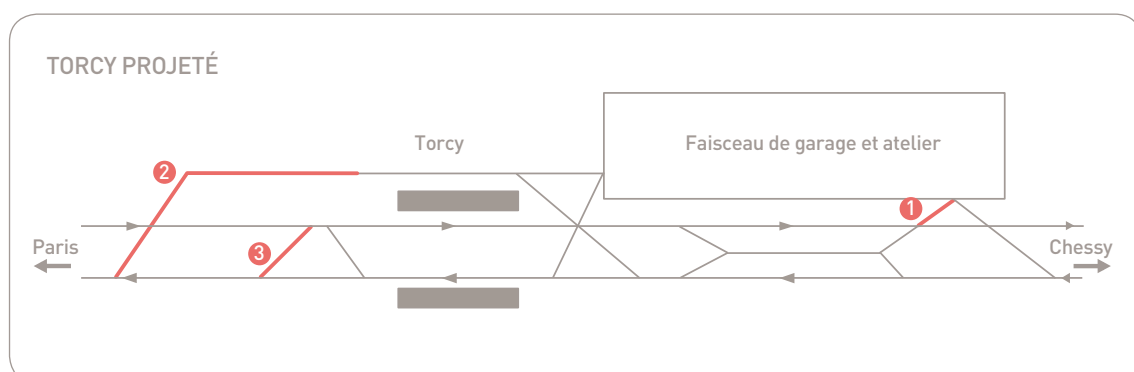 TORCY PROJETÉ
Torcy
Faisceau de garage et atelier
2
1
3
Paris
Chessy